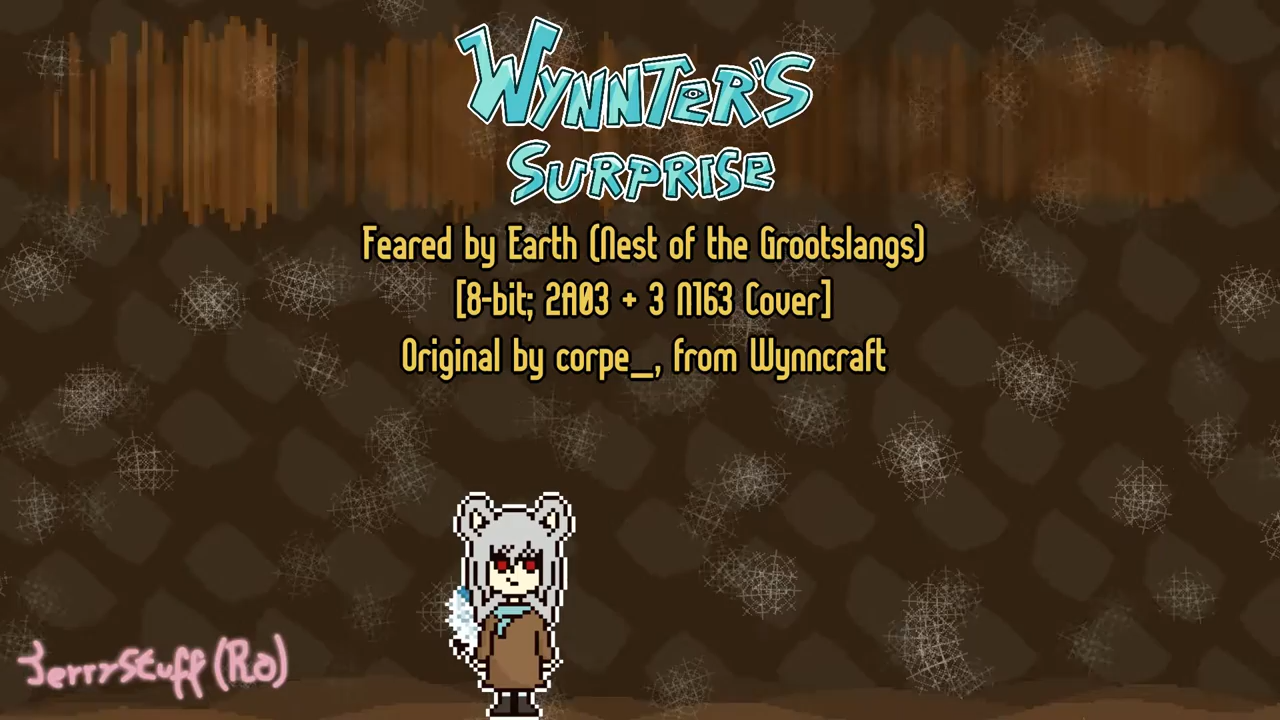 WYNNTER'S
SURPRISE
Feared by Earth (Nest of the Grootslangs)
[8-bit; 2A03 + 3 N163 Cover]
Original by corpe_, from Wynncraft
JerryStuff (Ro)